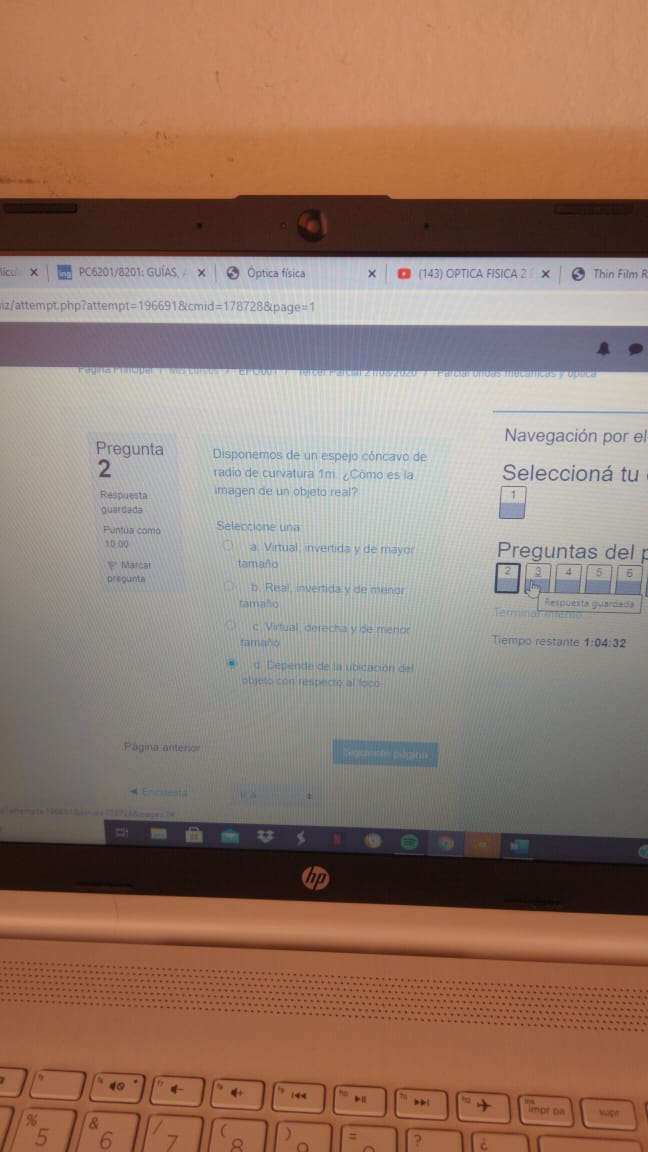 PC6201/8201: GUÍAS,
Óptica física
(143) OPTICA FISICA 2
Thin Film R
iz/attempt.php?attempt=196691&cmid=178728&page=1
Página Principal / Mis cursos / / Tercer Parcial 21/08/2020 / Parcial ondas mecánicas y óptica
Pregunta
2
Respuesta
guardada
Puntúa como
10,00
Marcar
pregunta
Disponemos de un espejo cóncavo de
radio de curvatura 1m. ¿Cómo es la
imagen de un objeto real?
Seleccione una:
a. Virtual, invertida y de mayor
tamaño
b. Real, invertida y de menor
tamaño
c. Virtual, derecha y de menor
tamaño
d. Depende de la ubicación del
objeto con respecto al foco
Página anterior
Siguiente página
◄ Encuesta
Ir a...
Navegación por el
Seleccioná tu
1
Preguntas del p
2 3 4 5 6
Respuesta guardada
Terminar intento...
Tiempo restante 1:04:32
hp
impr pa
supr
% 5
& 6
/ 7
( 8
) 9
=
?
¿